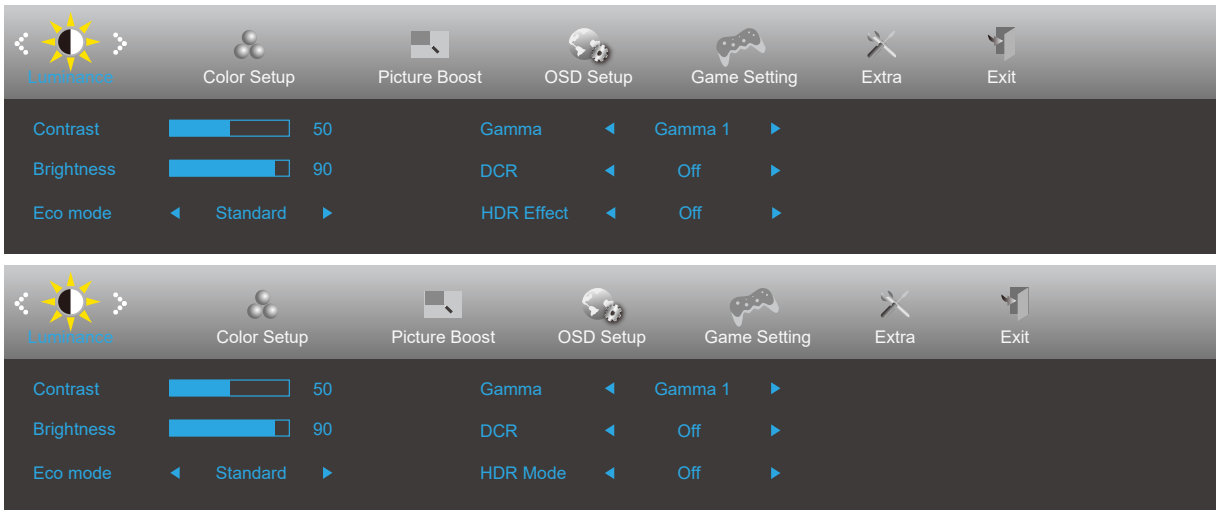 Luminance Color Setup Picture Boost OSD Setup Game Setting Extra Exit
Contrast 50 Gamma Gamma 1
Brightness 90 DCR Off
Eco mode Standard HDR Effect Off
Luminance Color Setup Picture Boost OSD Setup Game Setting Extra Exit
Contrast 50 Gamma Gamma 1
Brightness 90 DCR Off
Eco mode Standard HDR Mode Off